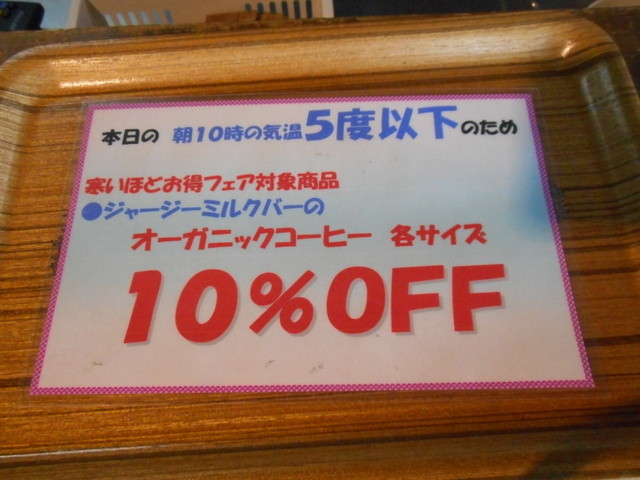 本日の 朝10時の気温5度以下のため
寒いほどお得フェア対象商品
●ジャージーミルクバーの
オーガニックコーヒー 各サイズ
10%OFF